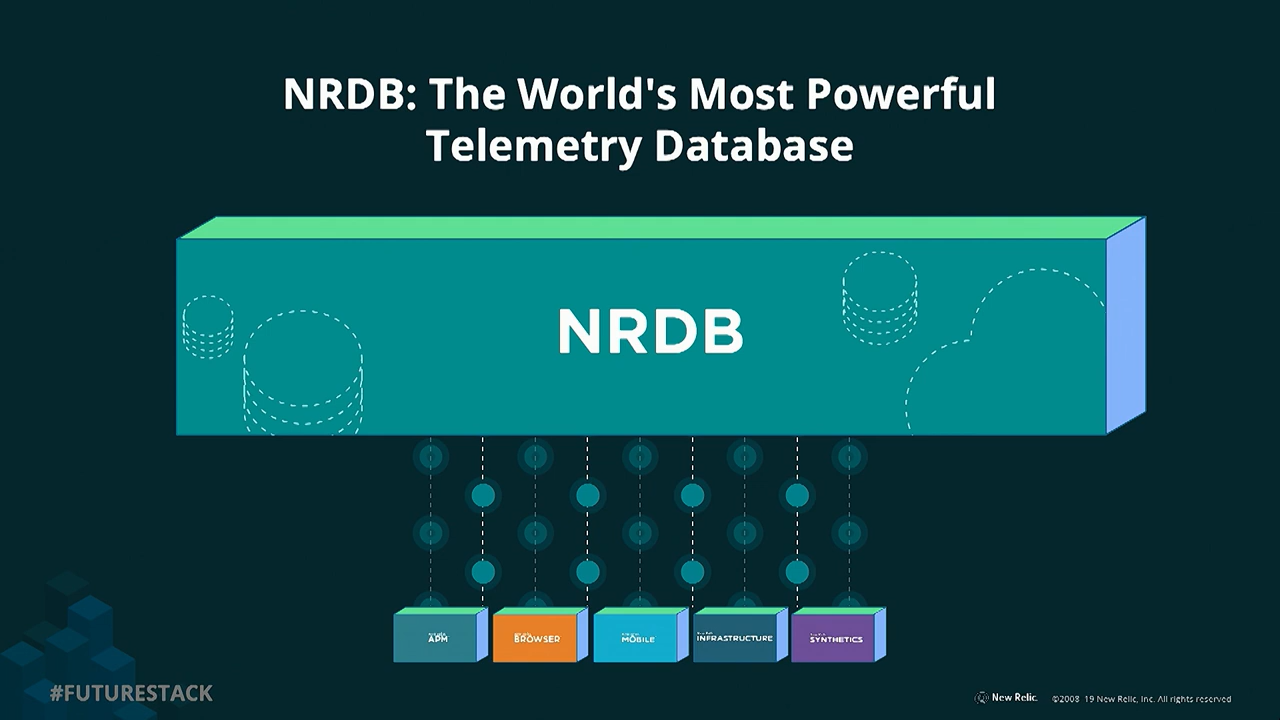 NRDB: The World's Most Powerful
Telemetry Database
NRDB
APM
BROWSER
MOBILE
INFRASTRUCTURE
SYNTHETICS
#FUTURESTACK
New Relic. ©2008 19 New Relic, Inc. All rights reserved